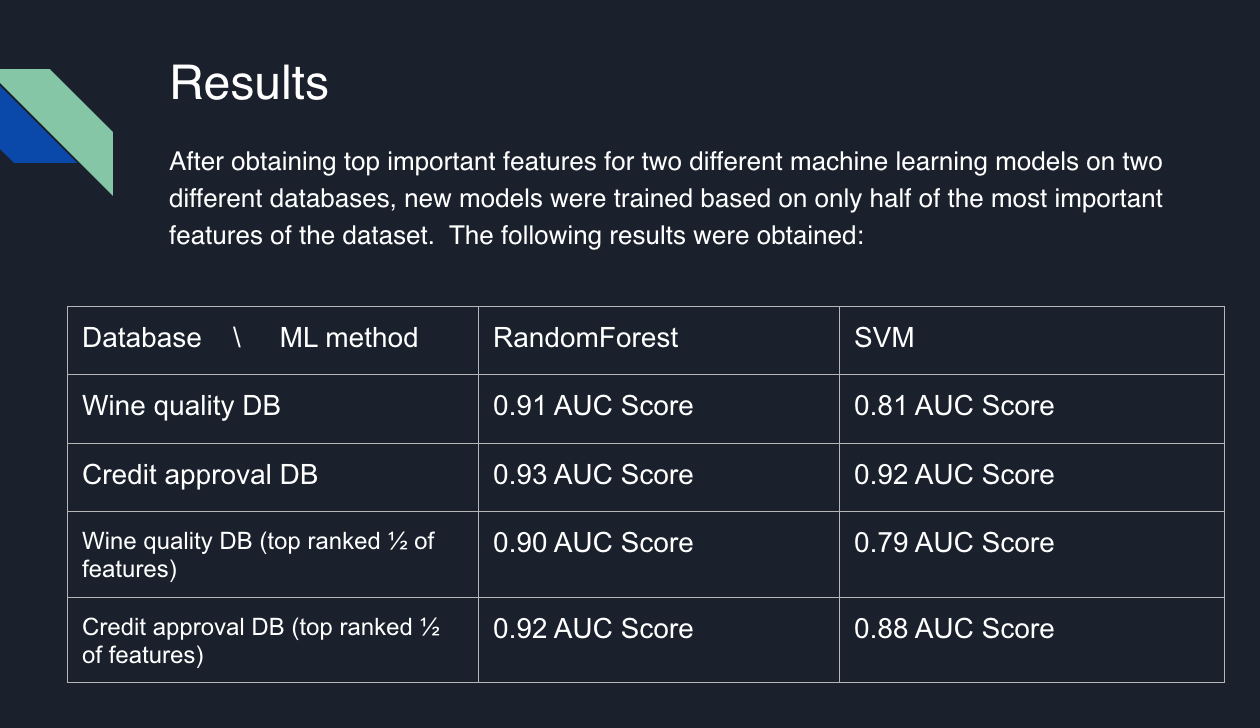 Results
After obtaining top important features for two different machine learning models on two
different databases, new models were trained based on only half of the most important
features of the dataset.  The following results were obtained:
Database \ ML method RandomForest SVM
Wine quality DB 0.91 AUC Score 0.81 AUC Score
Credit approval DB 0.93 AUC Score 0.92 AUC Score
Wine quality DB (top ranked ½ of
features) 0.90 AUC Score 0.79 AUC Score
Credit approval DB (top ranked ½
of features) 0.92 AUC Score 0.88 AUC Score